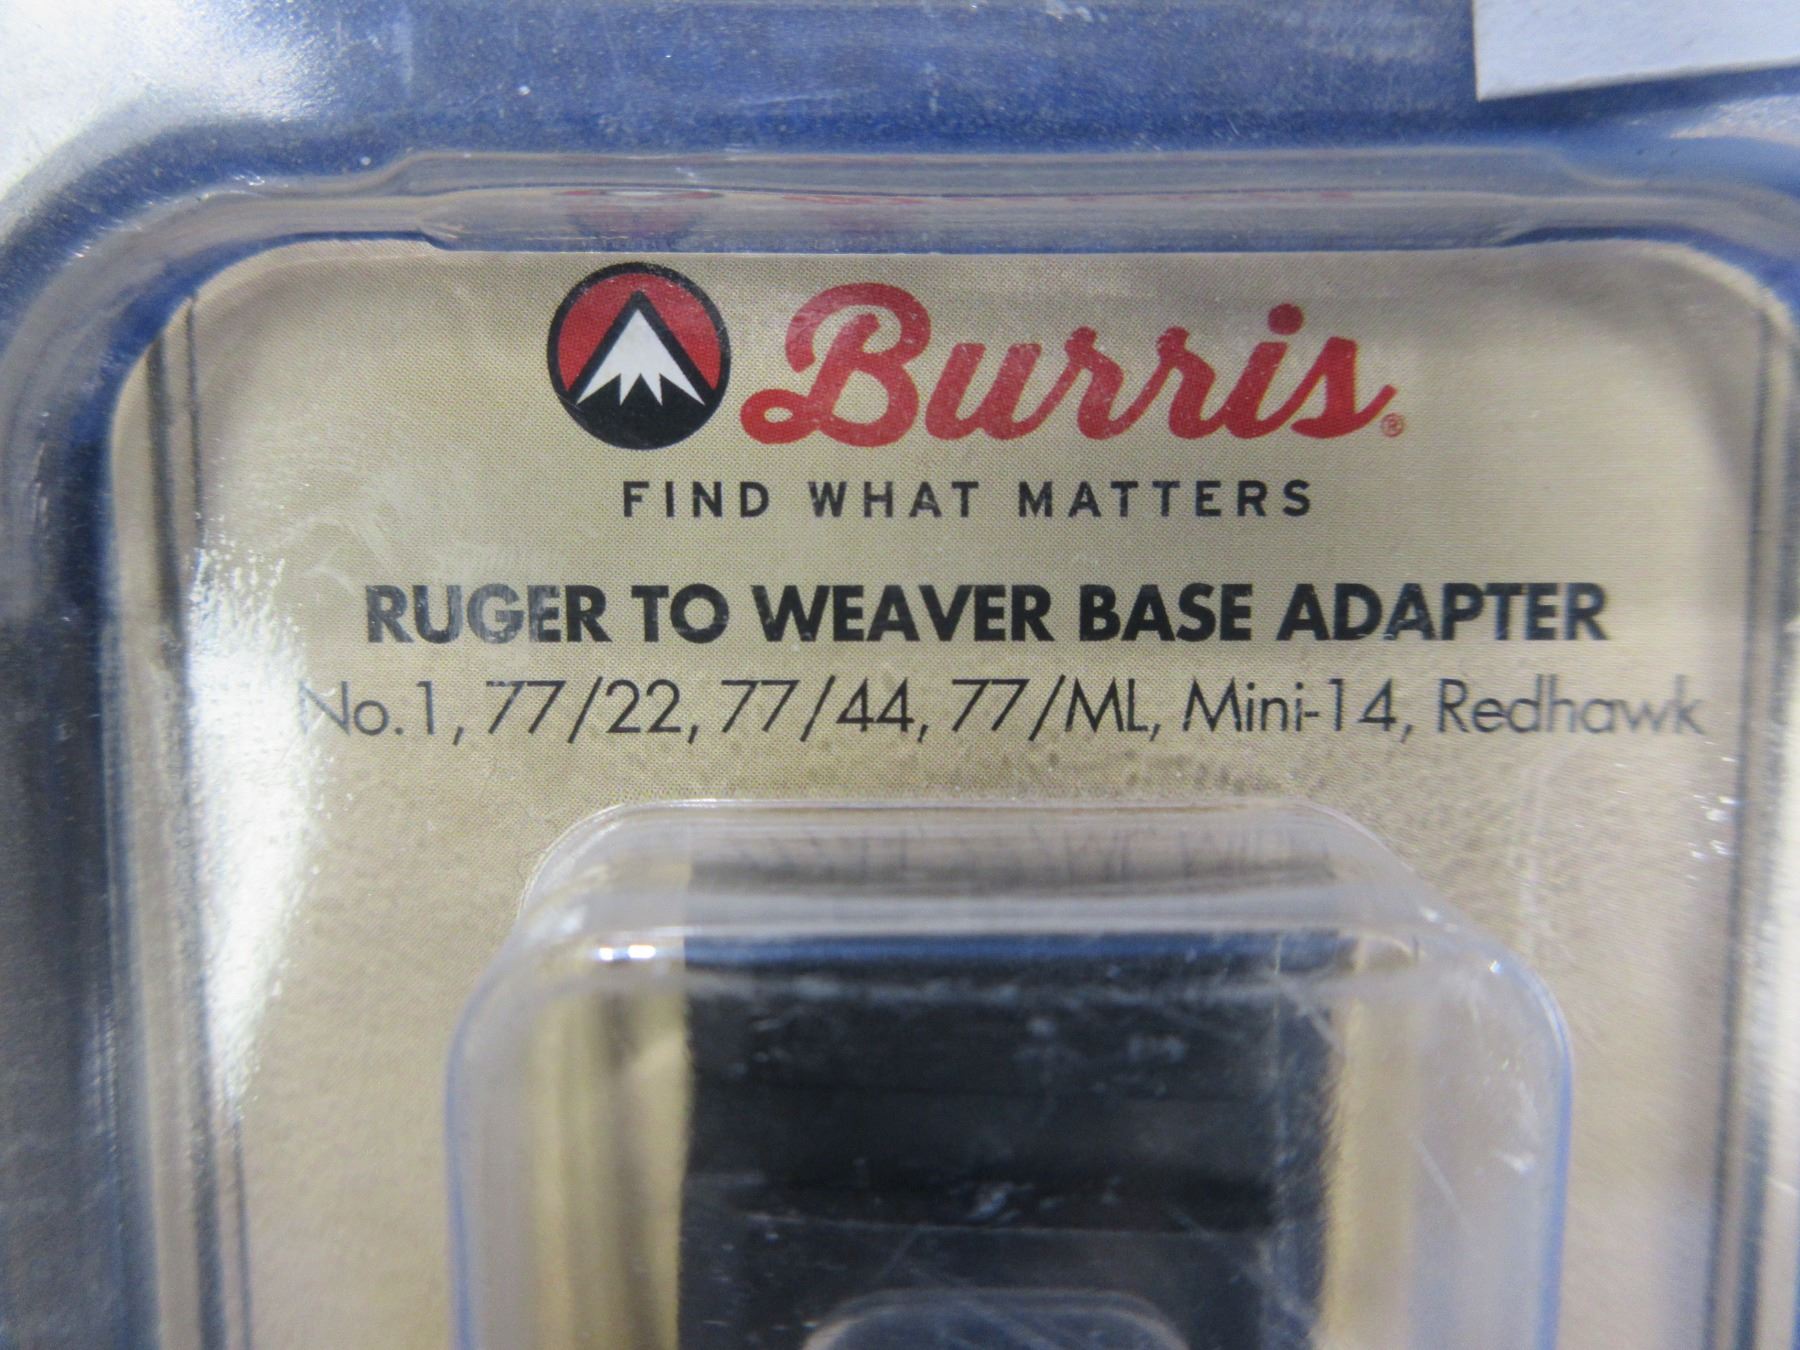 Burris®
FIND WHAT MATTERS
RUGER TO WEAVER BASE ADAPTER
No.1, 77/22, 77/44, 77/ML, Mini-14, Redhawk